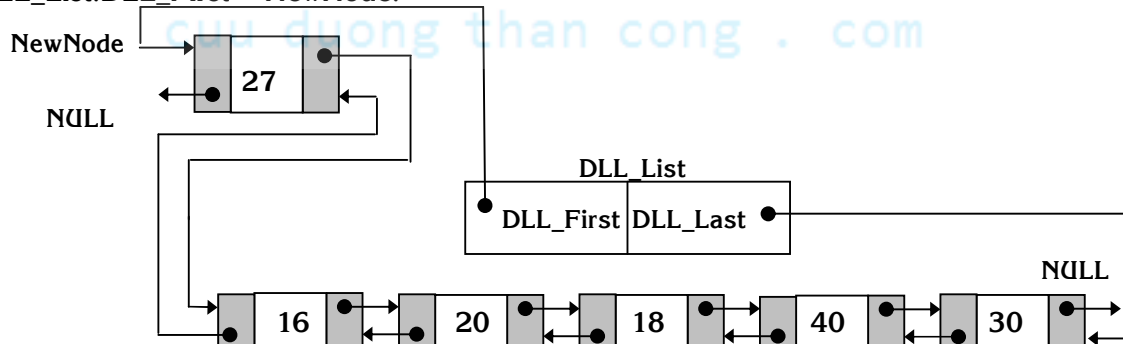 NewNode
cuu duong than cong . com
27
NULL
DLL_List
DLL_First DLL_Last
NULL
16 20 18 40 30